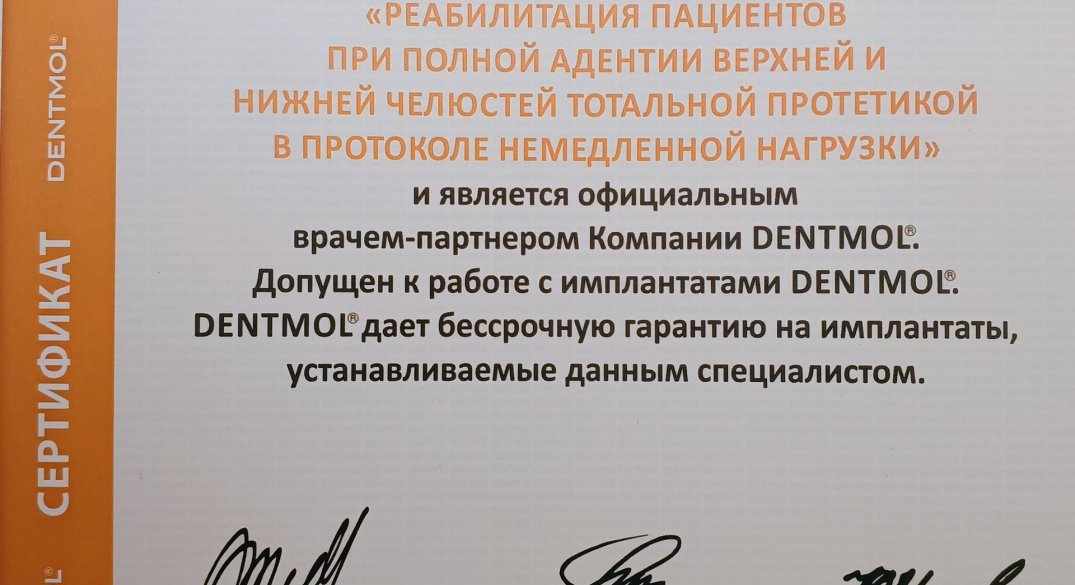 «РЕАБИЛИТАЦИЯ ПАЦИЕНТОВ
ПРИ ПОЛНОЙ АДЕНТИИ ВЕРХНЕЙ И
НИЖНЕЙ ЧЕЛЮСТЕЙ ТОТАЛЬНОЙ ПРОТЕТИКОЙ
В ПРОТОКОЛЕ НЕМЕДЛЕННОЙ НАГРУЗКИ»
и является официальным
врачем-партнером Компании DENTMOL®.
Допущен к работе с имплантатами DENTMOL®.
DENTMOL® дает бессрочную гарантию на имплантаты,
устанавливаемые данным специалистом.
СЕРТИФИКАТ DENTMOL®